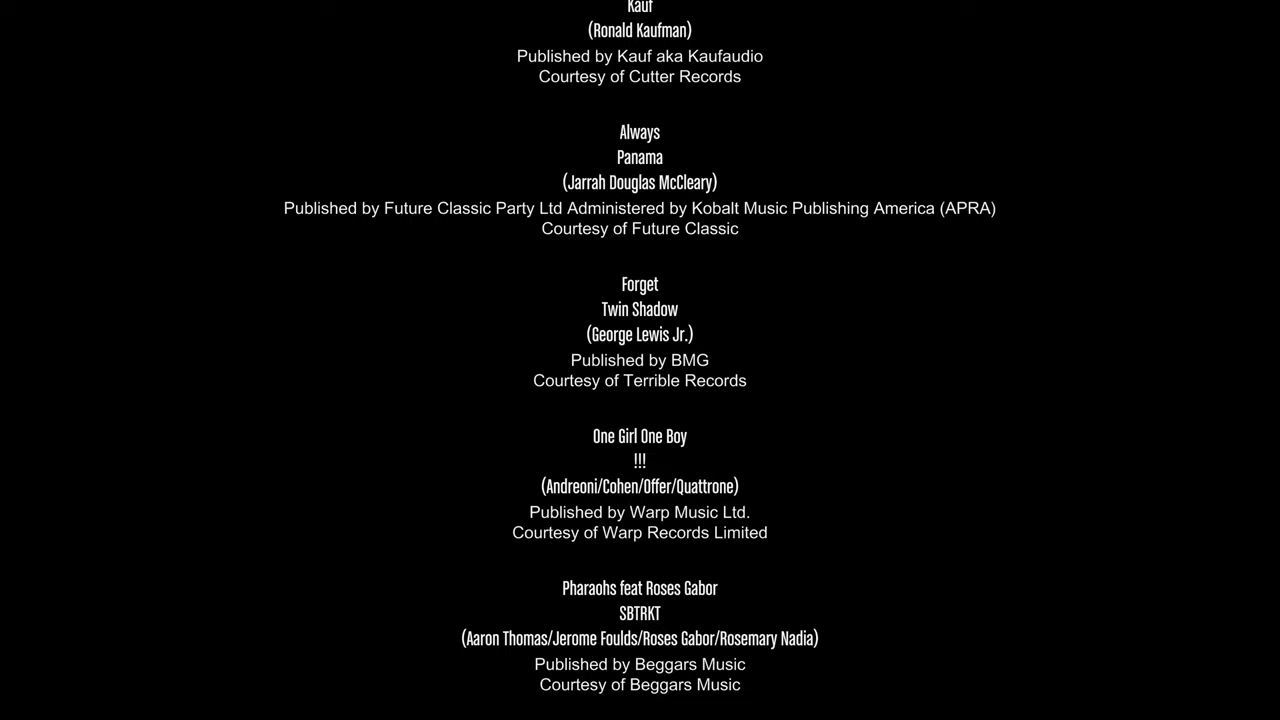 Kauf
(Ronald Kaufman)
Published by Kauf aka Kaufaudio
Courtesy of Cutter Records
Always
Panama
(Jarrah Douglas McCleary)
Published by Future Classic Party Ltd Administered by Kobalt Music Publishing America (APRA)
Courtesy of Future Classic
Forget
Twin Shadow
(George Lewis Jr.)
Published by BMG
Courtesy of Terrible Records
One Girl One Boy
!!!
(Andreoni/Cohen/Offer/Quattrone)
Published by Warp Music Ltd.
Courtesy of Warp Records Limited
Pharaohs feat Roses Gabor
SBTRKT
(Aaron Thomas/Jerome Foulds/Roses Gabor/Rosemary Nadia)
Published by Beggars Music
Courtesy of Beggars Music